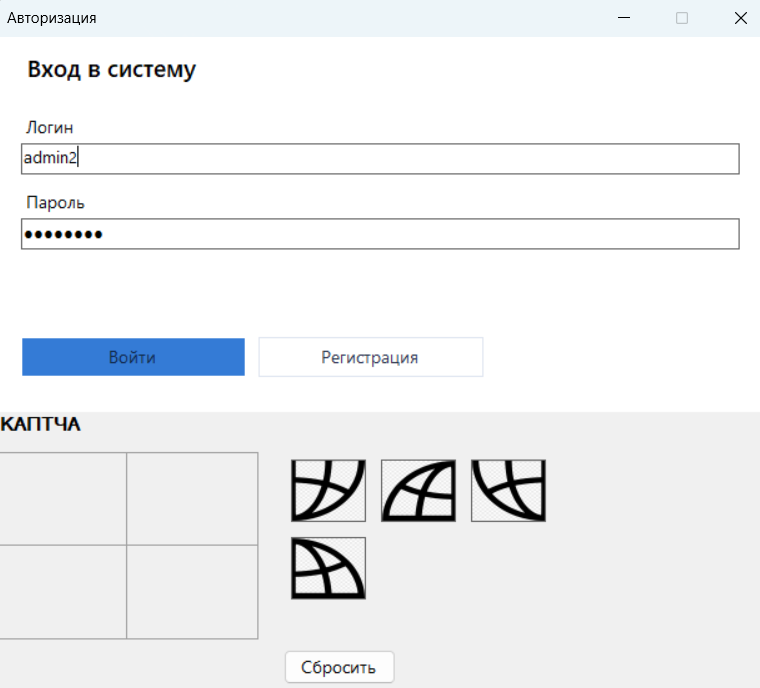 Авторизация
Вход в систему
Логин
admin2
Пароль
••••••••
Войти
Регистрация
КАПТЧА
Сбросить